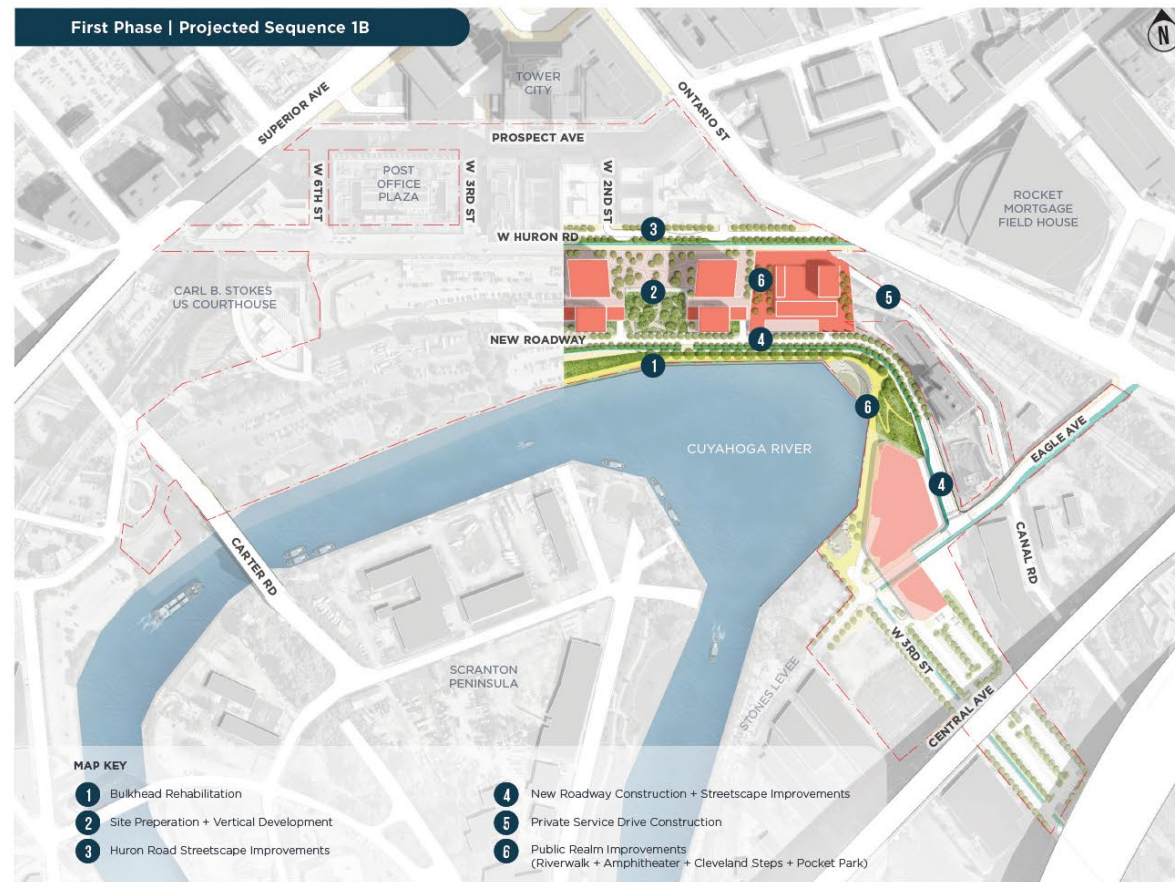 First Phase | Projected Sequence 1B
N
TOWER
CITY
SUPERIOR AVE
ONTARIO ST
PROSPECT AVE
W 6TH ST
POST
OFFICE
PLAZA
W 3RD ST
W 2ND ST
ROCKET
MORTGAGE
FIELD HOUSE
3
W HURON RD
CARL B. STOKES
US COURTHOUSE
6
2
5
NEW ROADWAY
4
1
6
CUYAHOGA RIVER
EAGLE AVE
4
CANAL RD
CARTER RD
W 3RD ST
SCRANTON
PENINSULA
STONES LEVEE
CENTRAL AVE
MAP KEY
1 Bulkhead Rehabilitation
2 Site Preperation + Vertical Development
3 Huron Road Streetscape Improvements
4 New Roadway Construction + Streetscape Improvements
5 Private Service Drive Construction
6 Public Realm Improvements
(Riverwalk + Amphitheater + Cleveland Steps + Pocket Park)